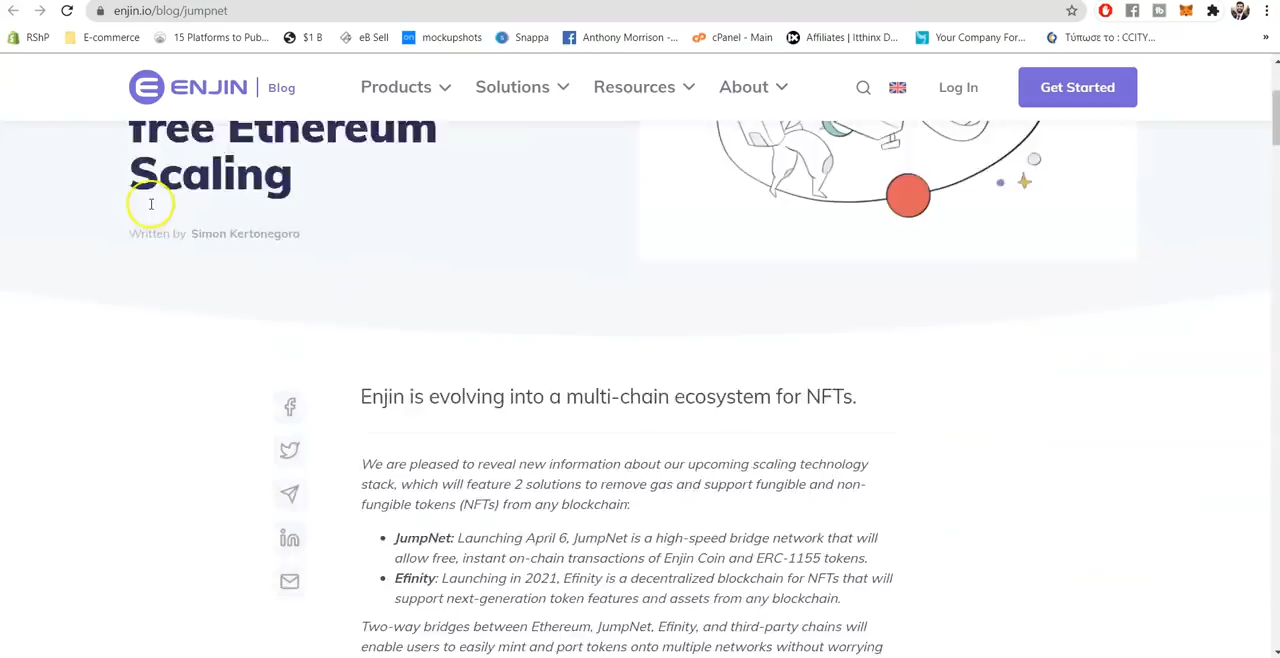 enjin.io/blog/jumpnet
RShP E-commerce 15 Platforms to Pub... $1 B eB Sell mockupshots Snappa Anthony Morrison -... cPanel - Main Affiliates | Itthinx D... Your Company For... Τύπωσε το : CCITY... »
ENJIN | Blog Products Solutions Resources About Log In Get Started
free Ethereum
Scaling
Written by Simon Kertonegoro
Enjin is evolving into a multi-chain ecosystem for NFTs.
We are pleased to reveal new information about our upcoming scaling technology
stack, which will feature 2 solutions to remove gas and support fungible and non-
fungible tokens (NFTs) from any blockchain:
• JumpNet: Launching April 6, JumpNet is a high-speed bridge network that will
allow free, instant on-chain transactions of Enjin Coin and ERC-1155 tokens.
• Efinity: Launching in 2021, Efinity is a decentralized blockchain for NFTs that will
support next-generation token features and assets from any blockchain.
Two-way bridges between Ethereum, JumpNet, Efinity, and third-party chains will
enable users to easily mint and port tokens onto multiple networks without worrying